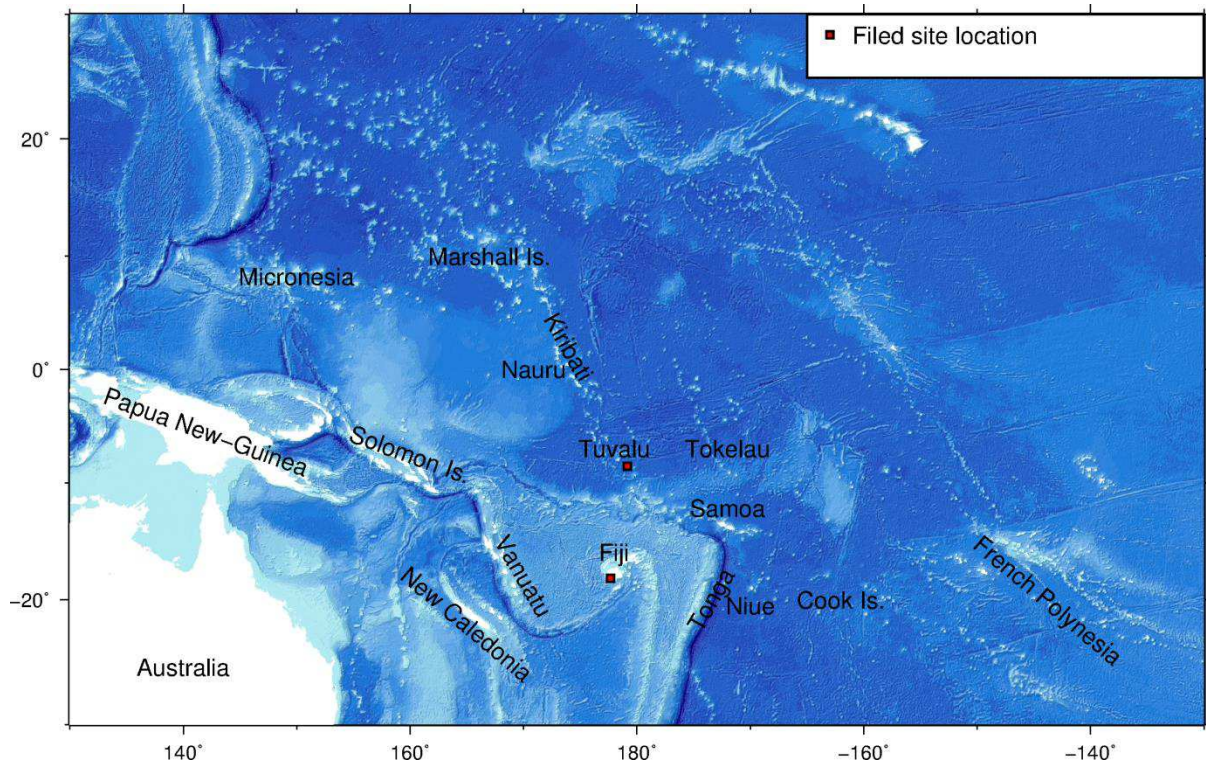 Filed site location
20°
Marshall Is.
Micronesia
Kiribati
0°
Nauru
Papua New-Guinea
Solomon Is.
Tuvalu
Tokelau
Samoa
Fiji
Vanuatu
French Polynesia
New Caledonia
Tonga
−20°
Niue
Cook Is.
Australia
140°
160°
180°
−160°
−140°